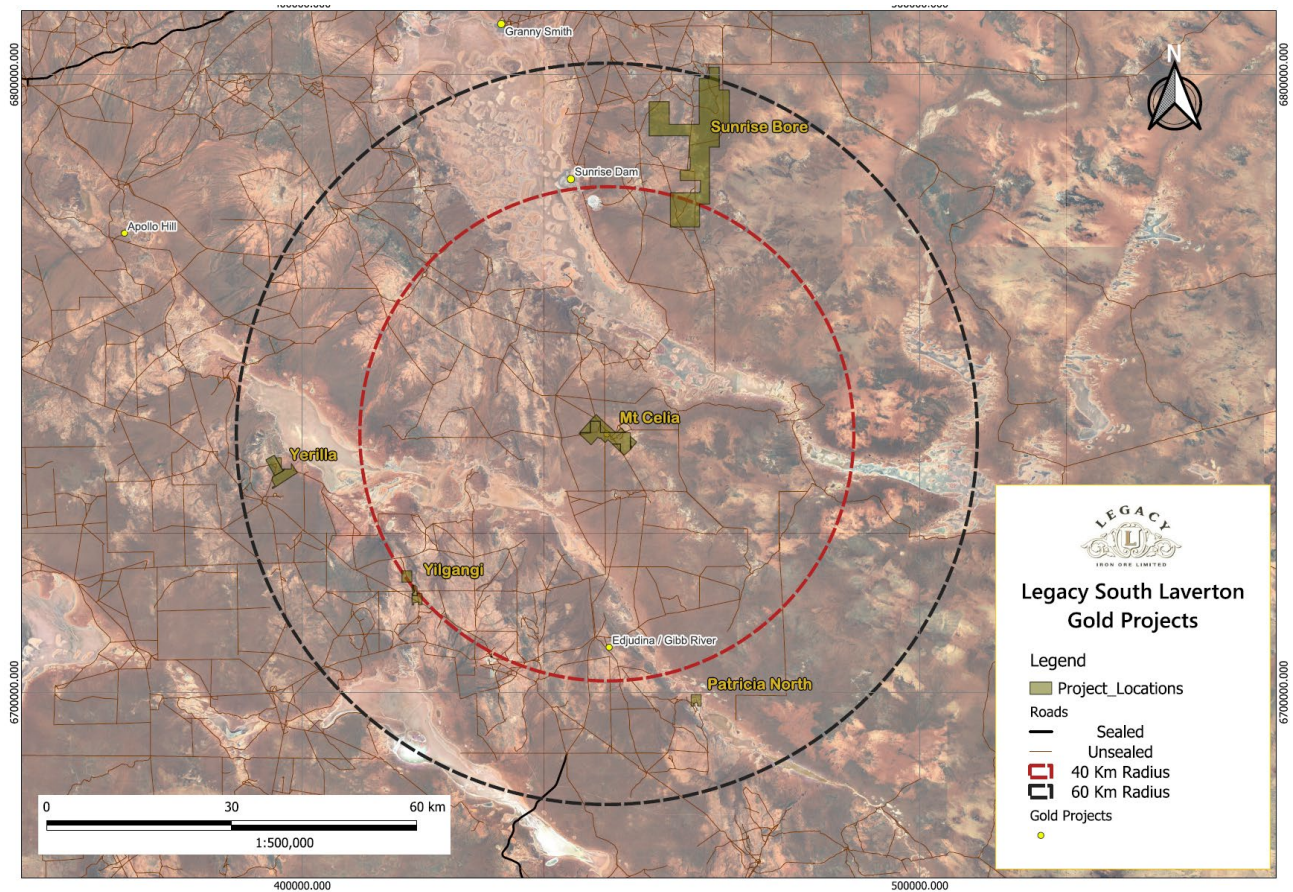 400000.000
500000.000
Granny Smith
N
6800000.000
6800000.000
Sunrise Bore
Sunrise Dam
Apollo Hill
Mt Celia
Yerilla
Yilgangi
Edjudina / Gibb River
Patricia North
6700000.000
6700000.000
LEGACY
LJ
IRON ORE LIMITED
Legacy South Laverton
Gold Projects
Legend
Project_Locations
Roads
Sealed
Unsealed
40 Km Radius
60 Km Radius
Gold Projects
0 30 60 km
1:500,000
400000.000
500000.000